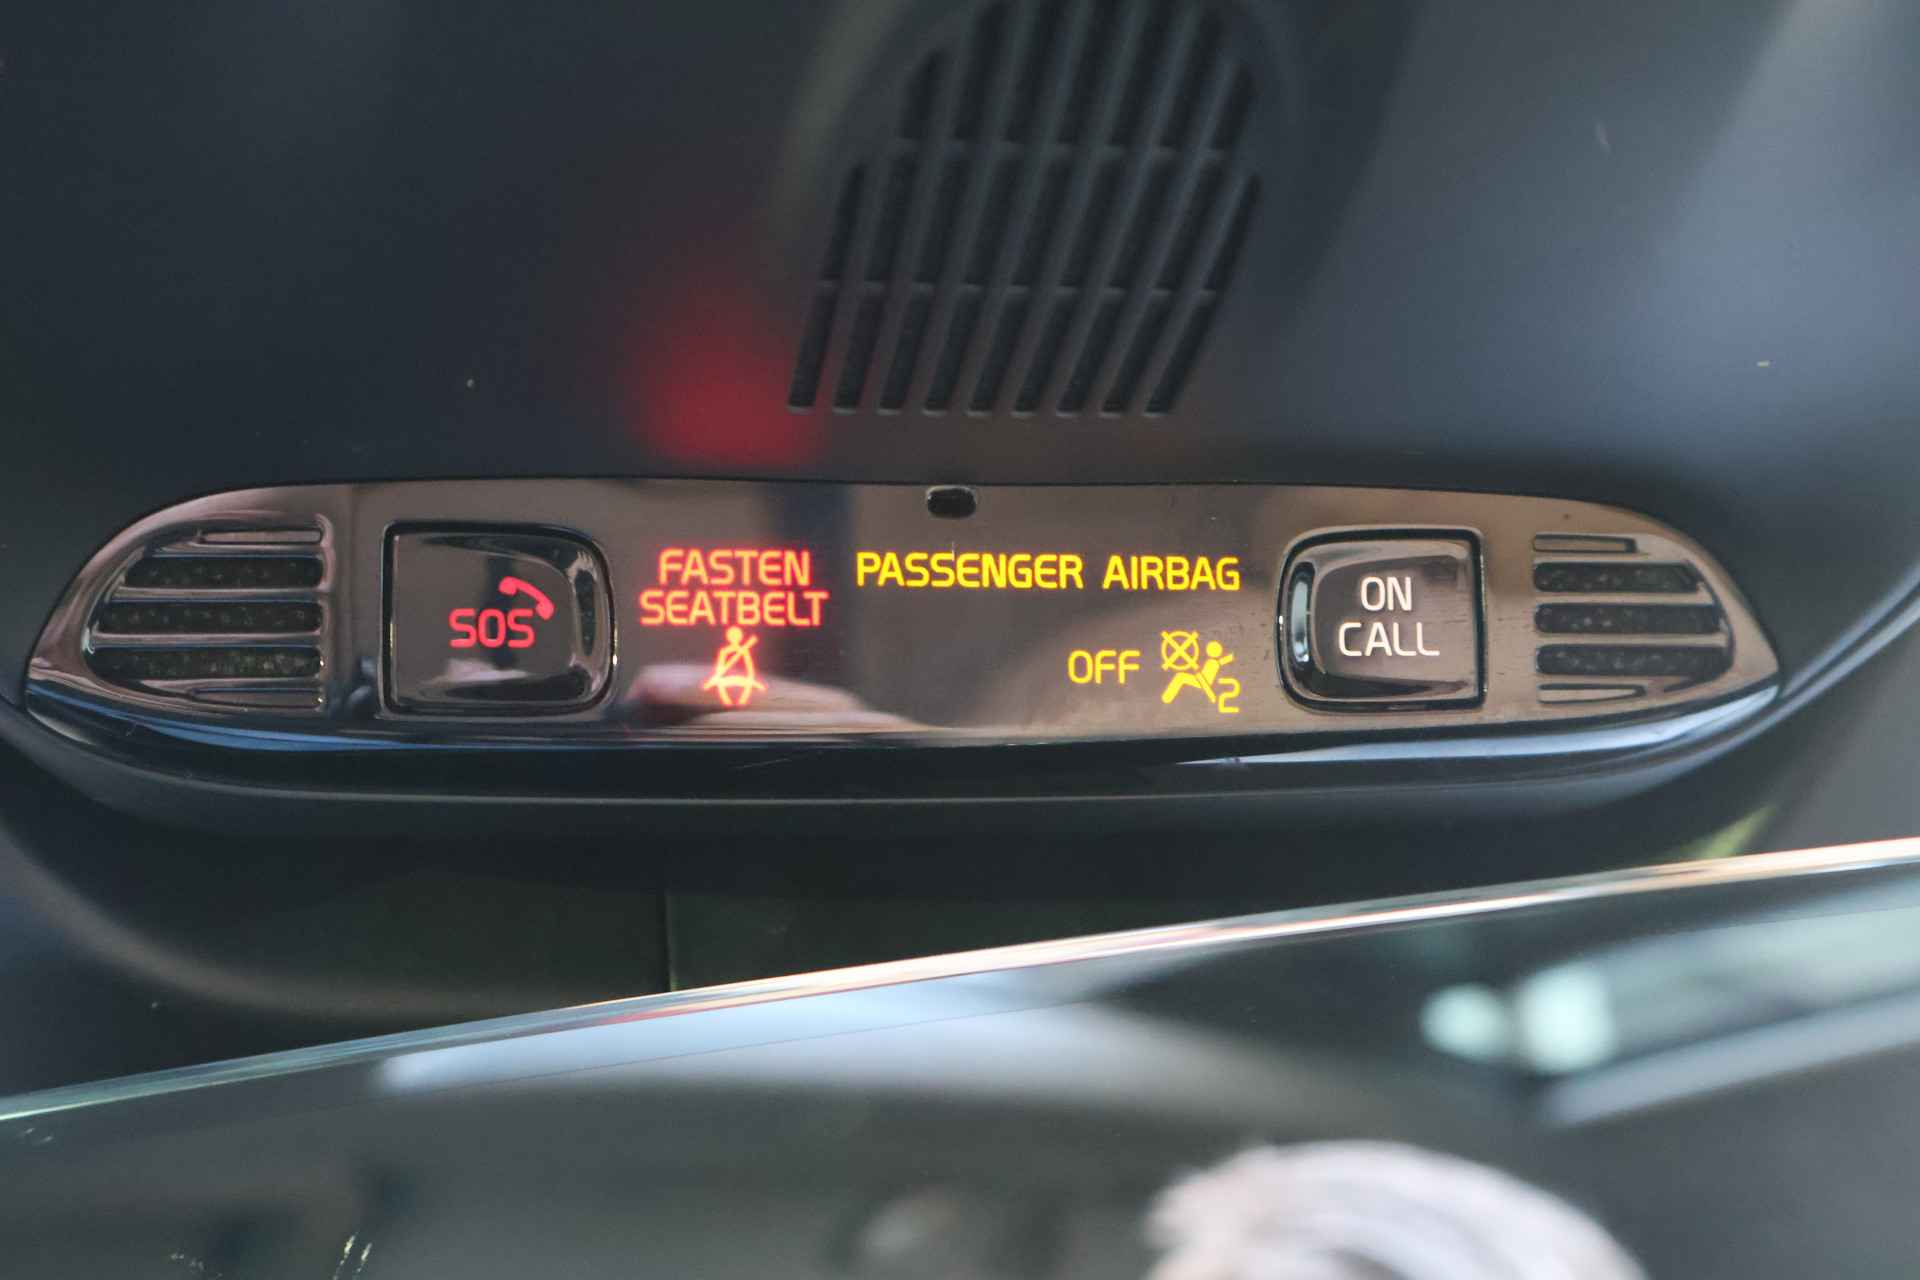 SOS
FASTEN
SEATBELT
PASSENGER AIRBAG
OFF 2
ON
CALL